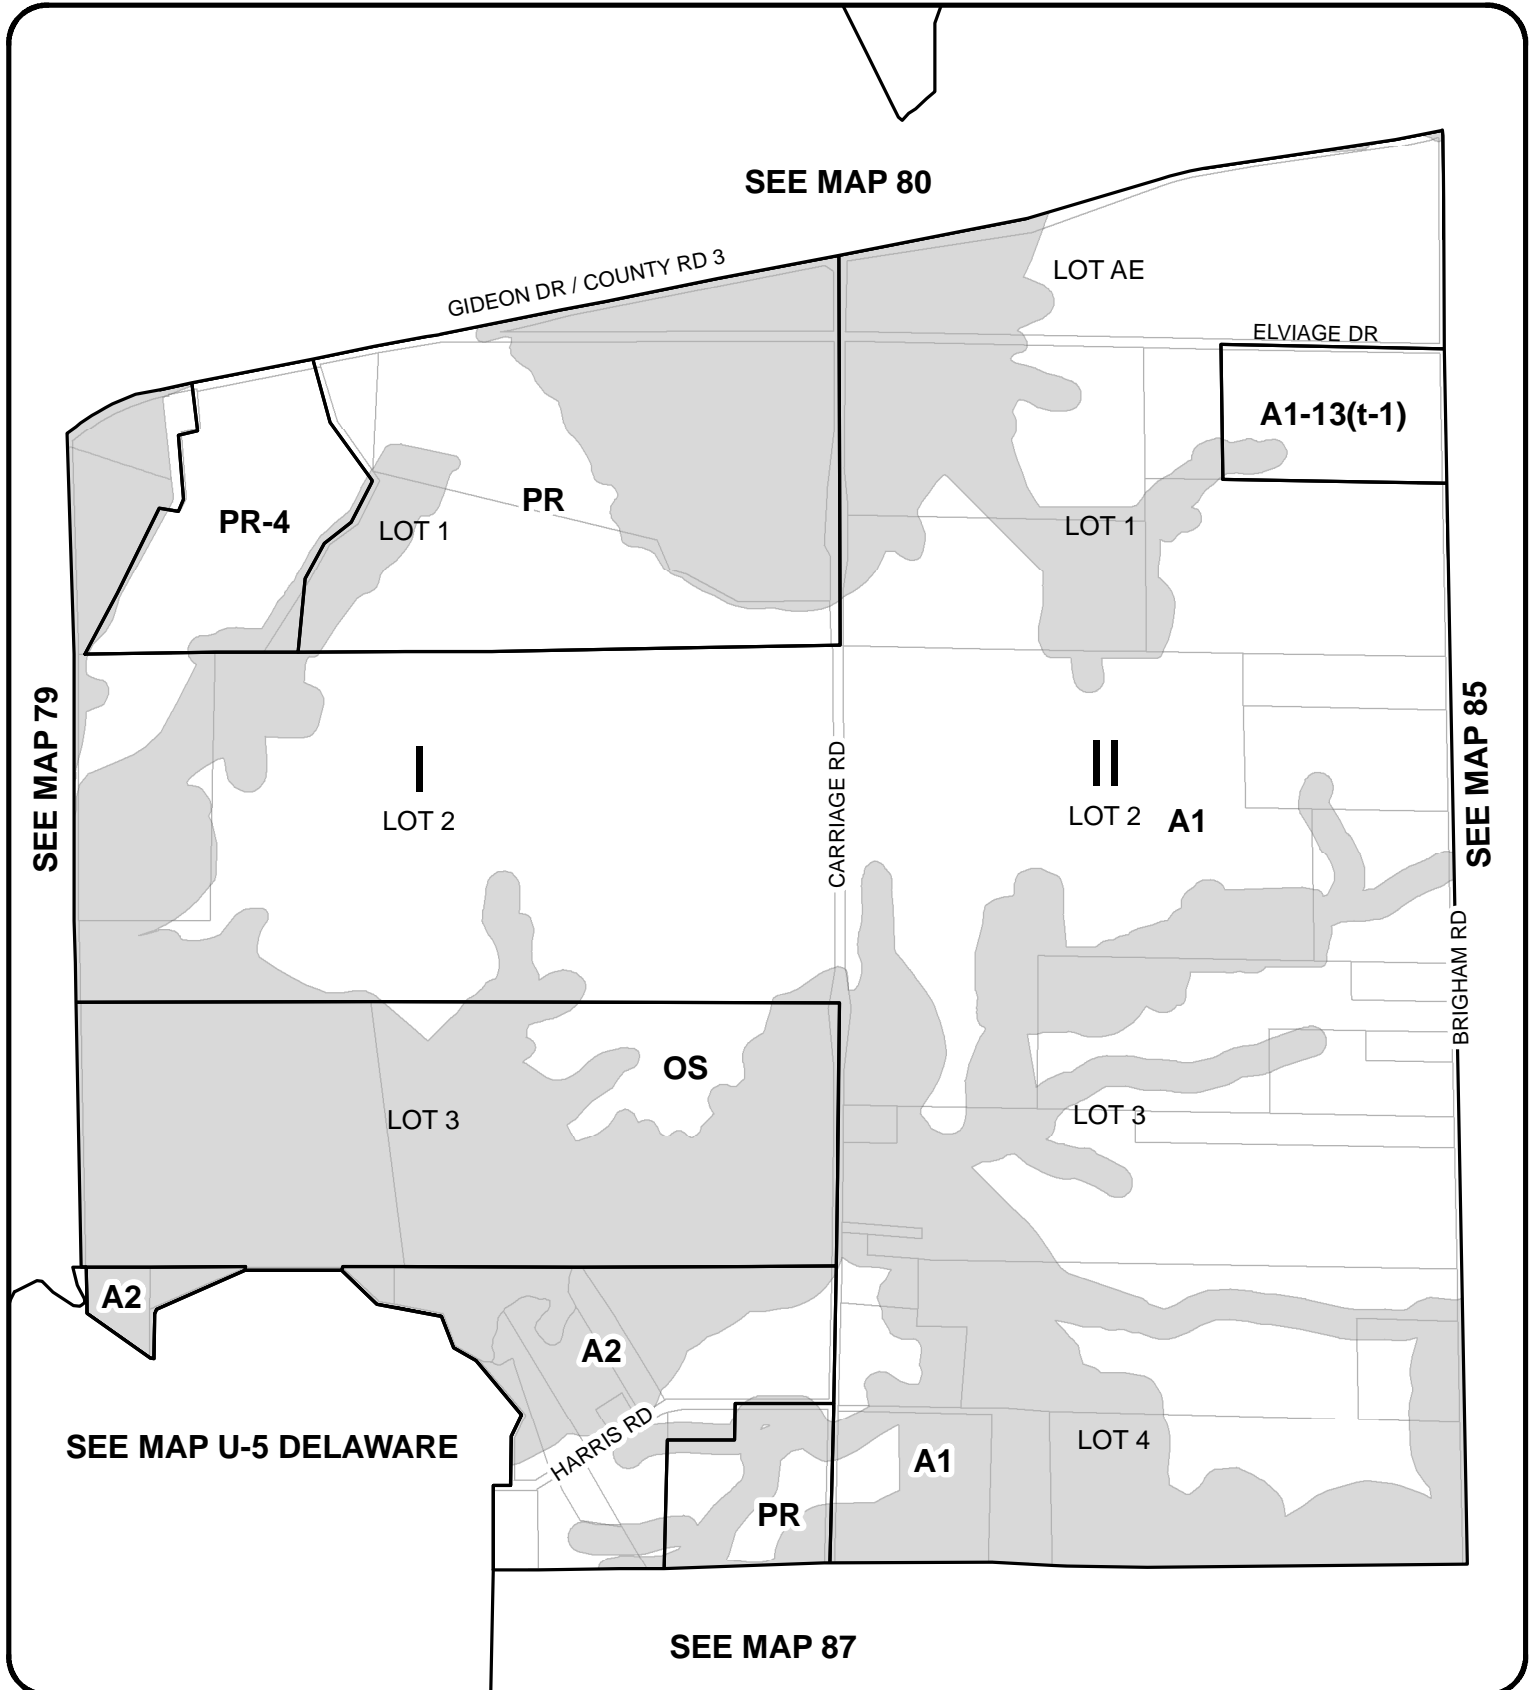 SEE MAP 80
GIDEON DR / COUNTY RD 3
LOT AE
ELVIAGE DR
A1-13(t-1)
PR-4
LOT 1
PR
LOT 1
SEE MAP 79
I
LOT 2
CARRIAGE RD
II
LOT 2
A1
SEE MAP 85
BRIGHAM RD
OS
LOT 3
LOT 3
A2
A2
HARRIS RD
SEE MAP U-5 DELAWARE
A1
LOT 4
PR
SEE MAP 87